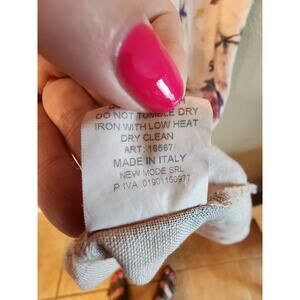 DO NOT TUMBLE DRY
IRON WITH LOW HEAT
DRY CLEAN
ART: 16567
MADE IN ITALY
NEW MODE SRL
P. IVA 01901150977